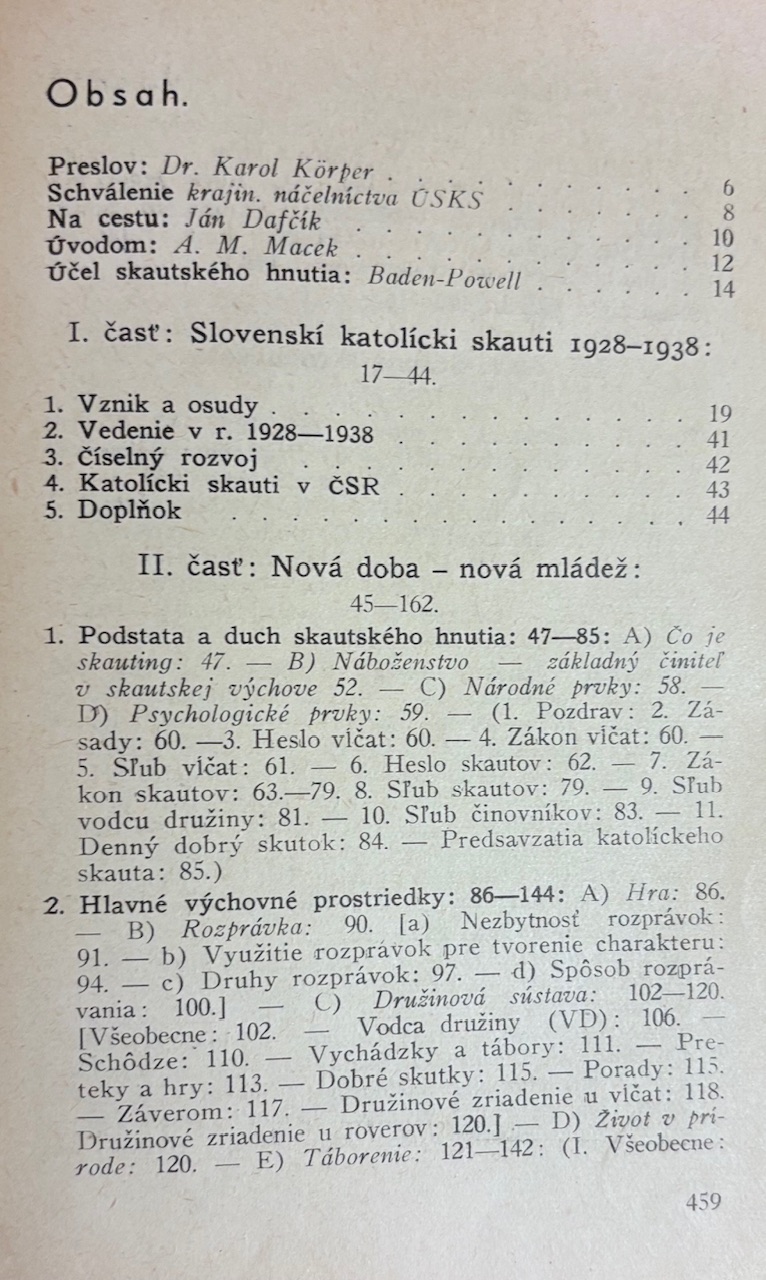 Obsah.
Preslov: Dr. Karol Körper . . . . . . . . . 6
Schválenie krajin. náčelníctva ÚSKS . . . . . . 8
Na cestu: Ján Dafčík . . . . . . . . . . 10
Úvodom: A. M. Macek . . . . . . . . . . 12
Účel skautského hnutia: Baden-Powell . . . . . . 14
I. časť: Slovenskí katolícki skauti 1928–1938:
17—44.
1. Vznik a osudy . . . . . . . . . . . . 19
2. Vedenie v r. 1928—1938 . . . . . . . . . 41
3. Číselný rozvoj . . . . . . . . . . . 42
4. Katolícki skauti v ČSR . . . . . . . . . 43
5. Doplňok . . . . . . . . . . . . . 44
II. časť: Nová doba – nová mládež:
45—162.
1. Podstata a duch skautského hnutia: 47—85: A) Čo je
skauting: 47. — B) Náboženstvo — základný činiteľ
v skautskej výchove 52. — C) Národné prvky: 58. —
D) Psychologické prvky: 59. — (1. Pozdrav: 2. Zá-
sady: 60. —3. Heslo vĺčat: 60. — 4. Zákon vĺčat: 60. —
5. Sľub vĺčat: 61. — 6. Heslo skautov: 62. — 7. Zá-
kon skautov: 63.—79. 8. Sľub skautov: 79. — 9. Sľub
vodcu družiny: 81. — 10. Sľub činovníkov: 83. — 11.
Denný dobrý skutok: 84. — Predsavzatia katolíckeho
skauta: 85.)
2. Hlavné výchovné prostriedky: 86—144: A) Hra: 86.
— B) Rozprávka: 90. [a) Nezbytnosť rozprávok:
91. — b) Využitie rozprávok pre tvorenie charakteru:
94. — c) Druhy rozprávok: 97. — d) Spôsob rozprá-
vania: 100.] — C) Družinová sústava: 102—120.
[Všeobecne: 102. — Vodca družiny (VD): 106. —
Schôdze: 110. — Vychádzky a tábory: 111. — Pre-
teky a hry: 113. — Dobré skutky: 115. — Porady: 115.
— Záverom: 117. — Družinové zriadenie u vĺčat: 118.
Družinové zriadenie u roverov: 120.] — D) Život v prí-
rode: 120. — E) Táborenie: 121—142: (I. Všeobecne:
459